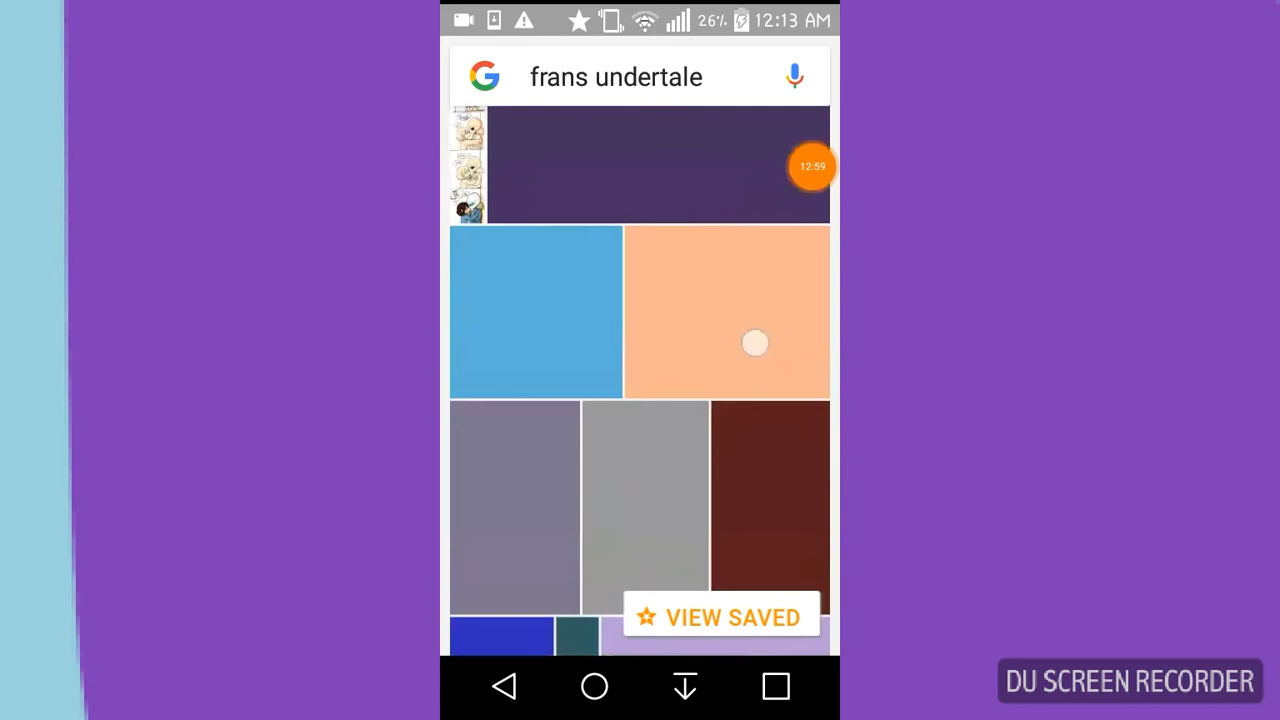 26% 12:13 AM
frans undertale
12:59
VIEW SAVED
DU SCREEN RECORDER